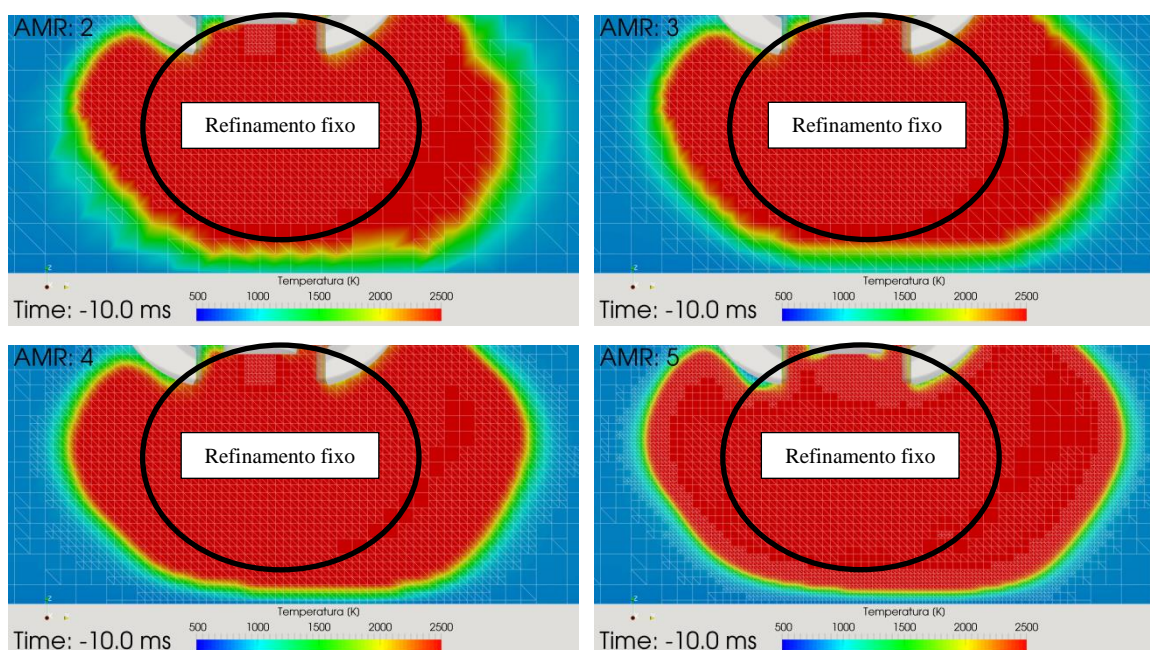 AMR: 2
Refinamento fixo
z
Temperatura (K)
500 1000 1500 2000 2500
Time: -10.0 ms
AMR: 3
Refinamento fixo
z
Temperatura (K)
500 1000 1500 2000 2500
Time: -10.0 ms
AMR: 4
Refinamento fixo
z
Temperatura (K)
500 1000 1500 2000 2500
Time: -10.0 ms
AMR: 5
Refinamento fixo
z
Temperatura (K)
500 1000 1500 2000 2500
Time: -10.0 ms